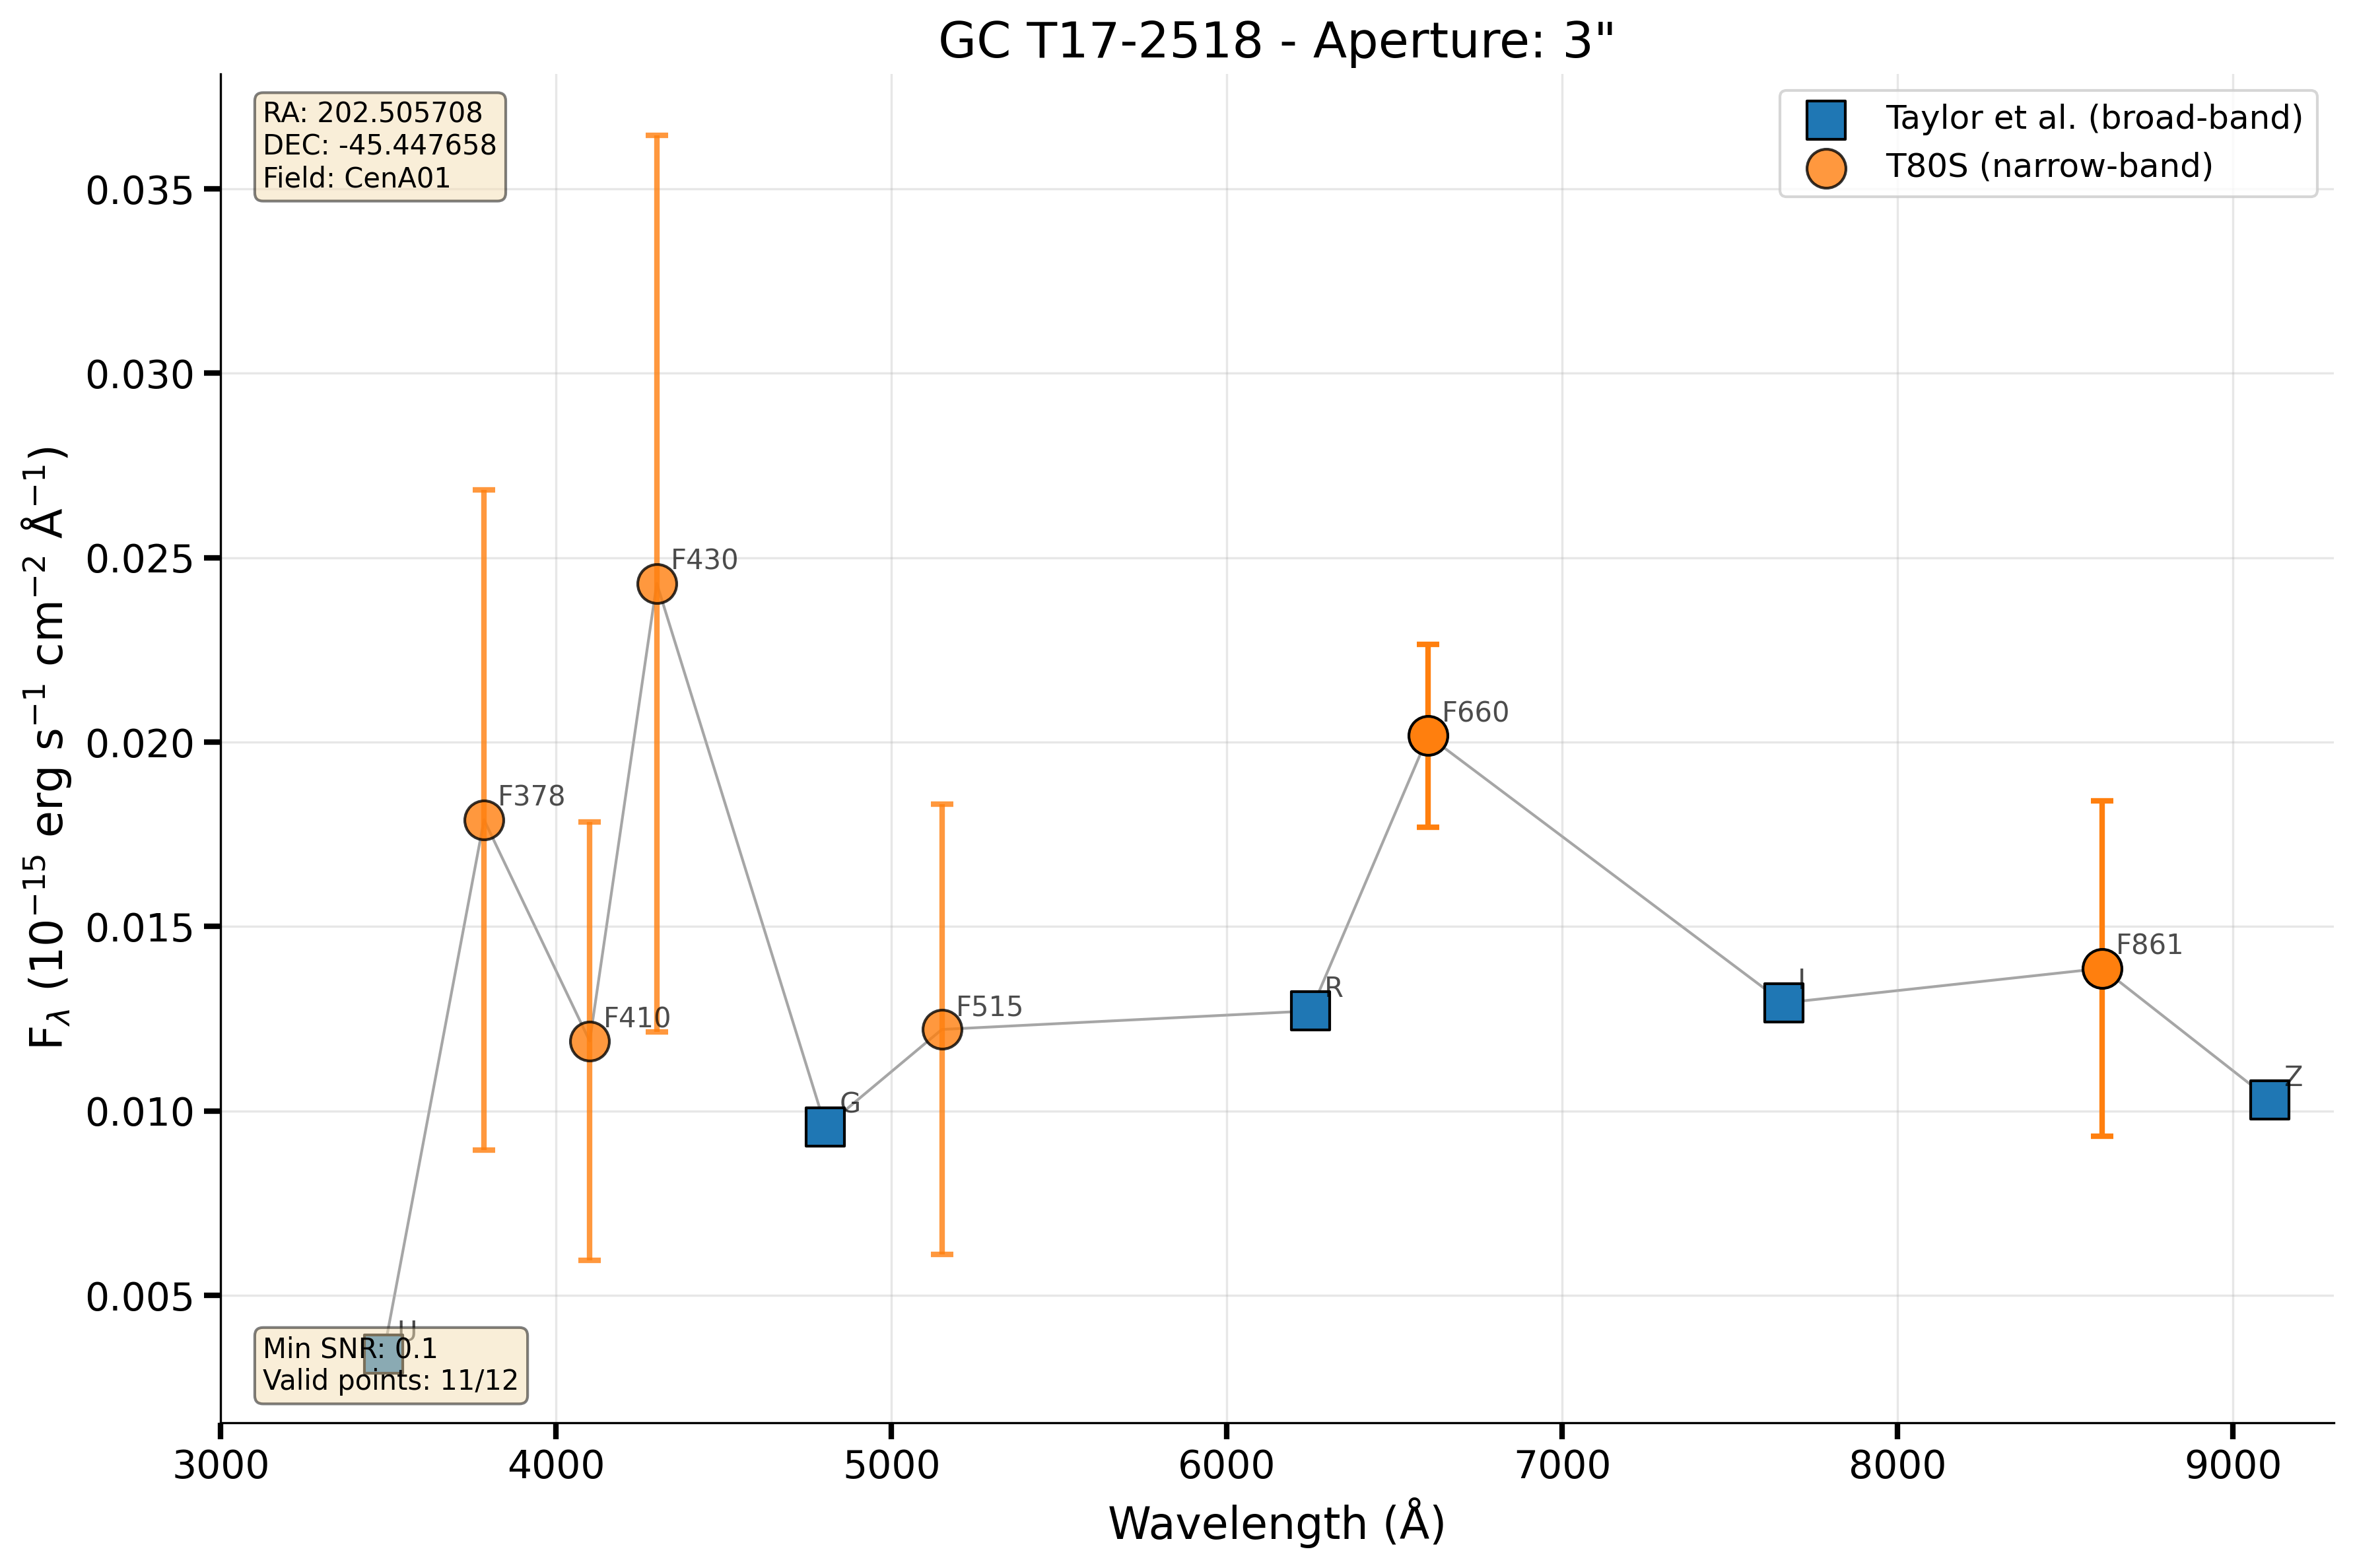 GC T17-2518 - Aperture: 3"
RA: 202.505708
DEC: -45.447658
Field: CenA01
Taylor et al. (broad-band)
T80S (narrow-band)
F_λ (10⁻¹⁵ erg s⁻¹ cm⁻² Å⁻¹)
0.035
0.030
0.025
0.020
0.015
0.010
0.005
U
F378
F410
F430
G
F515
R
F660
I
F861
Z
Min SNR: 0.1
Valid points: 11/12
3000
4000
5000
6000
7000
8000
9000
Wavelength (Å)